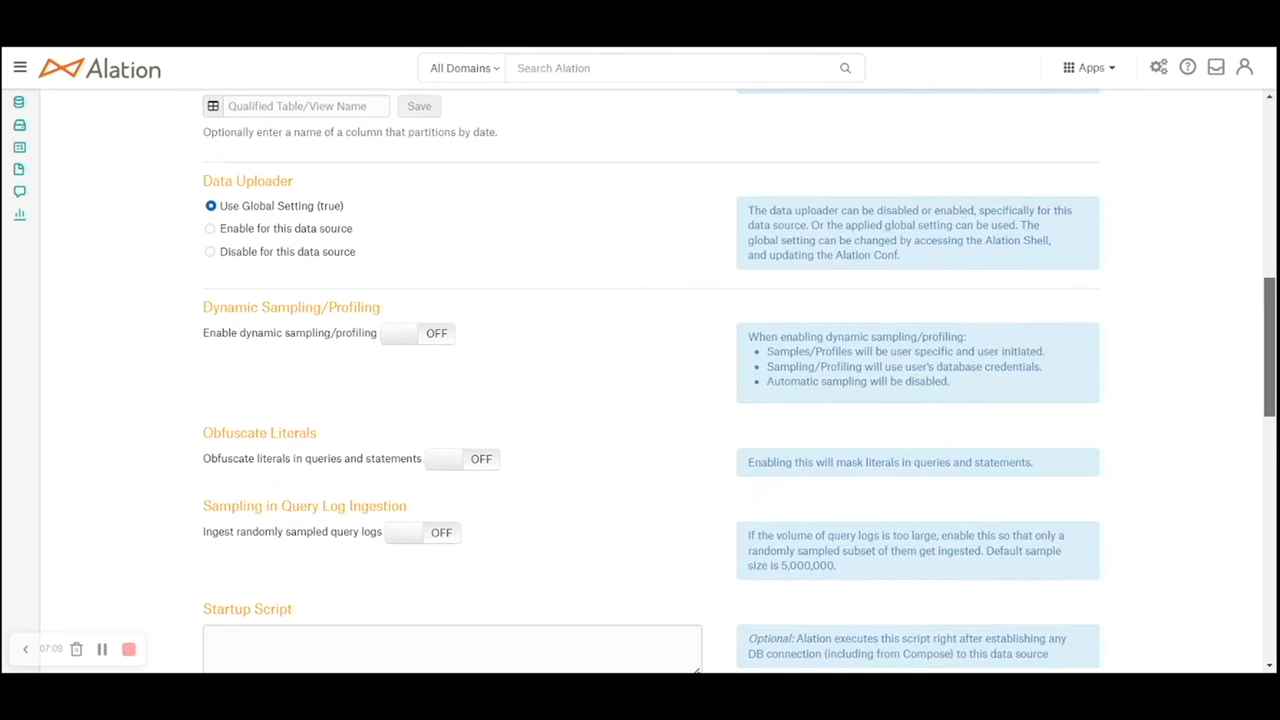 Alation
All Domains
Search Alation
Apps
Qualified Table/View Name
Save
Optionally enter a name of a column that partitions by date.
Data Uploader
Use Global Setting (true)
Enable for this data source
Disable for this data source
The data uploader can be disabled or enabled, specifically for this
data source. Or the applied global setting can be used. The
global setting can be changed by accessing the Alation Shell,
and updating the Alation Conf.
Dynamic Sampling/Profiling
Enable dynamic sampling/profiling OFF
When enabling dynamic sampling/profiling:
• Samples/Profiles will be user specific and user initiated.
• Sampling/Profiling will use user's database credentials.
• Automatic sampling will be disabled.
Obfuscate Literals
Obfuscate literals in queries and statements OFF
Enabling this will mask literals in queries and statements.
Sampling in Query Log Ingestion
Ingest randomly sampled query logs OFF
If the volume of query logs is too large, enable this so that only a
randomly sampled subset of them get ingested. Default sample
size is 5,000,000.
Startup Script
Optional: Alation executes this script right after establishing any
DB connection (including from Compose) to this data source
07:09